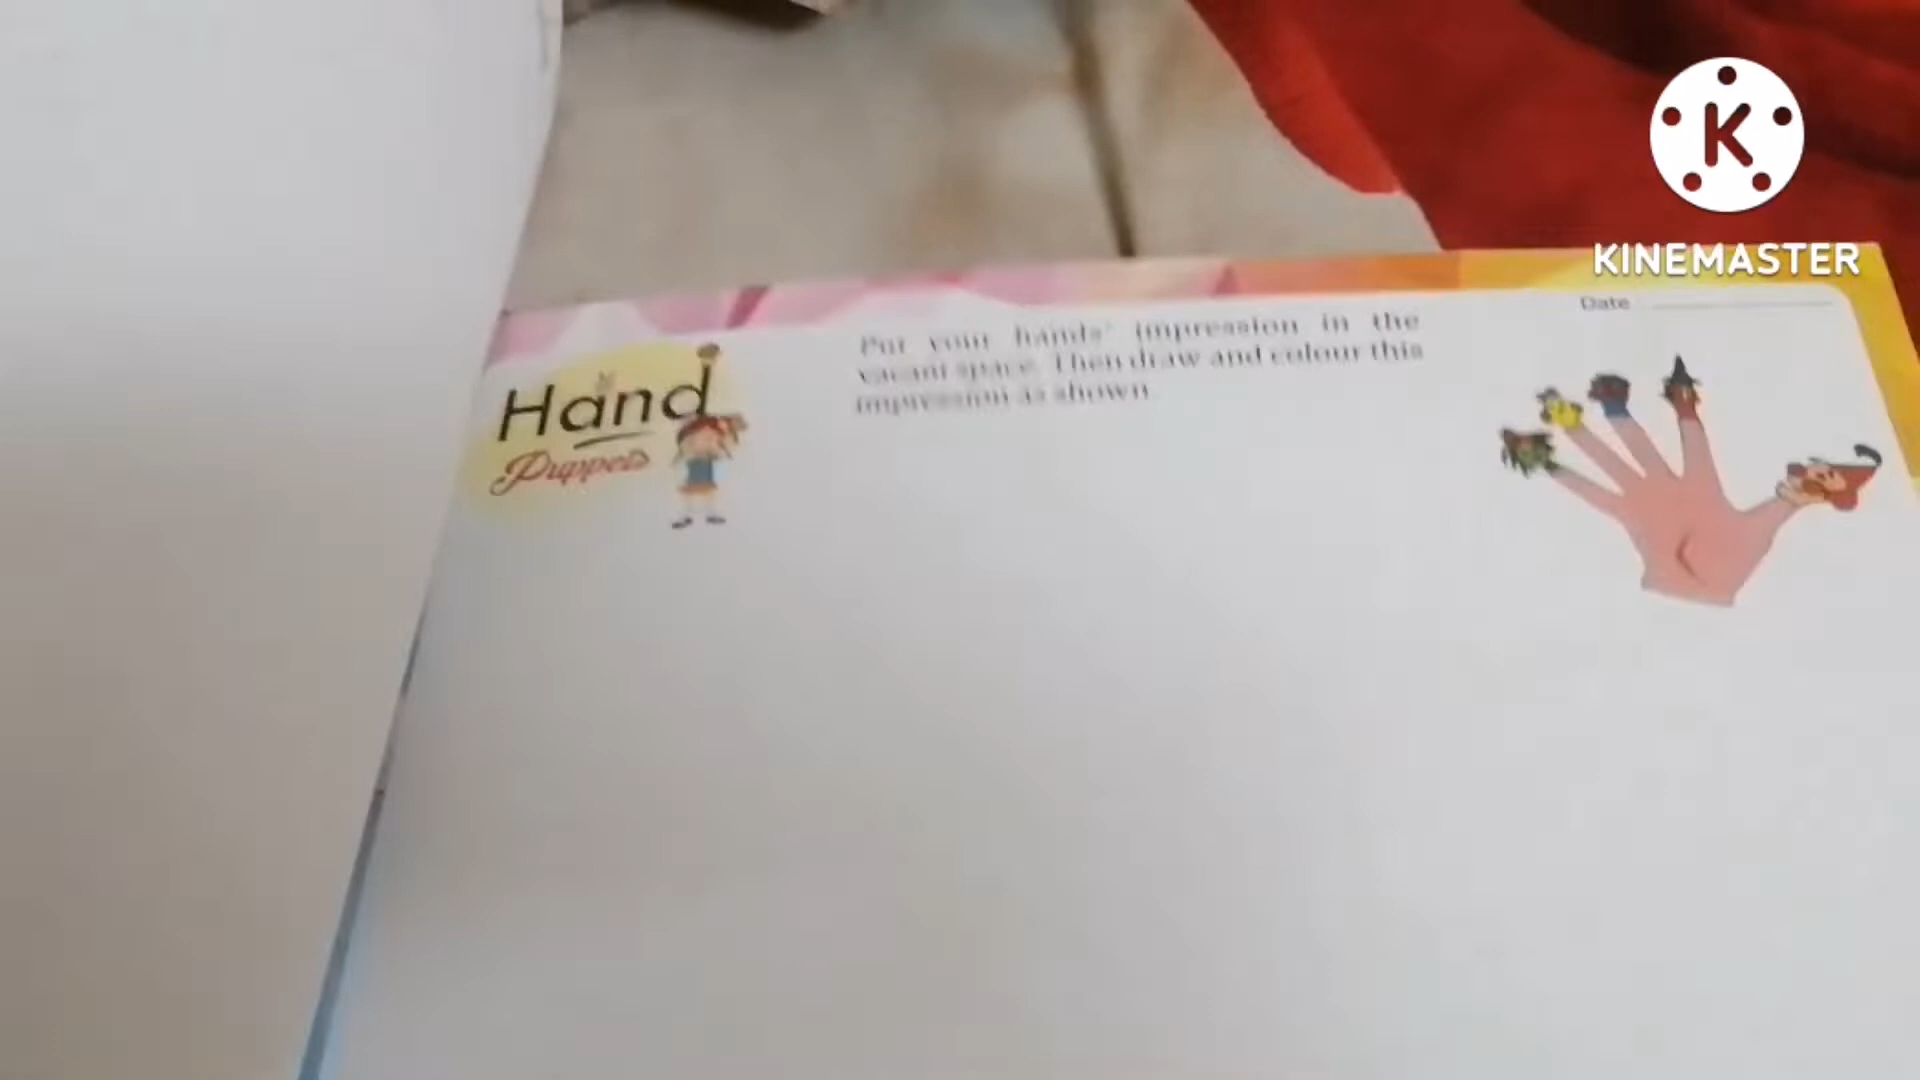 K
KINEMASTER
Date
Hand
Puppets
Put your hands' impression in the
vacant space. Then draw and colour this
impression as shown.